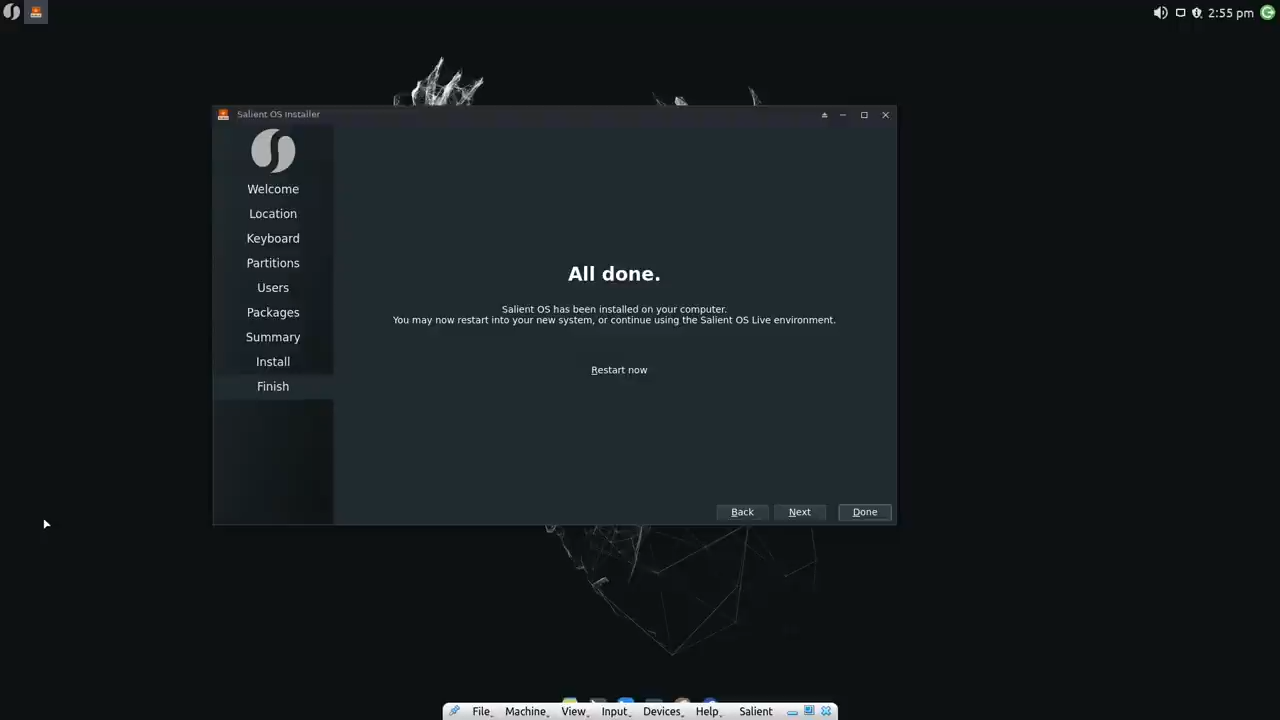 2:55 pm
Salient OS Installer
Welcome
Location
Keyboard
Partitions
Users
Packages
Summary
Install
Finish
All done.
Salient OS has been installed on your computer.
You may now restart into your new system, or continue using the Salient OS Live environment.
Restart now
Back Next Done
File Machine View Input Devices Help Salient